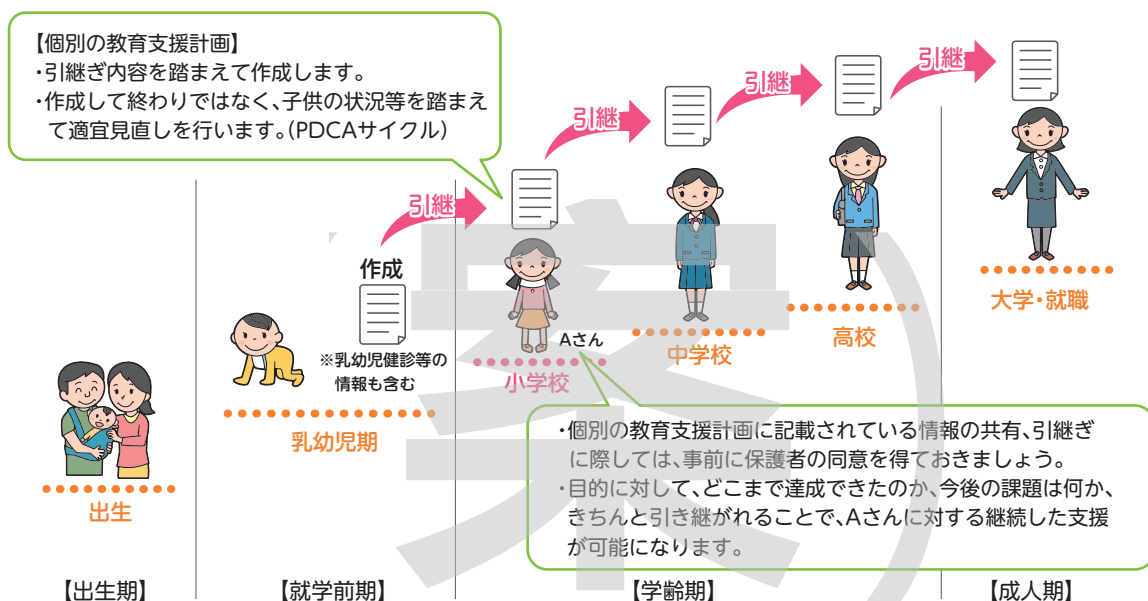 【個別の教育支援計画】
・引継ぎ内容を踏まえて作成します。
・作成して終わりではなく、子供の状況等を踏まえ
て適宜見直しを行います。(PDCAサイクル)
引継
引継
引継
引継
作成
※乳幼児健診等の
情報も含む
Aさん
出生
乳幼児期
小学校
中学校
高校
大学・就職
・個別の教育支援計画に記載されている情報の共有、引継ぎ
に際しては、事前に保護者の同意を得ておきましょう。
・目的に対して、どこまで達成できたのか、今後の課題は何か、
きちんと引き継がれることで、Aさんに対する継続した支援
が可能になります。
【出生期】
【就学前期】
【学齢期】
【成人期】
案)